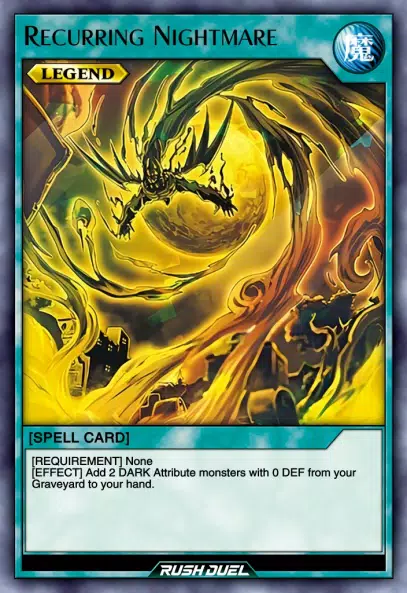 Recurring Nightmare
魔
LEGEND
[SPELL CARD]
[REQUIREMENT] None
[EFFECT] Add 2 DARK Attribute monsters with 0 DEF from your
Graveyard to your hand.
RUSH DUEL